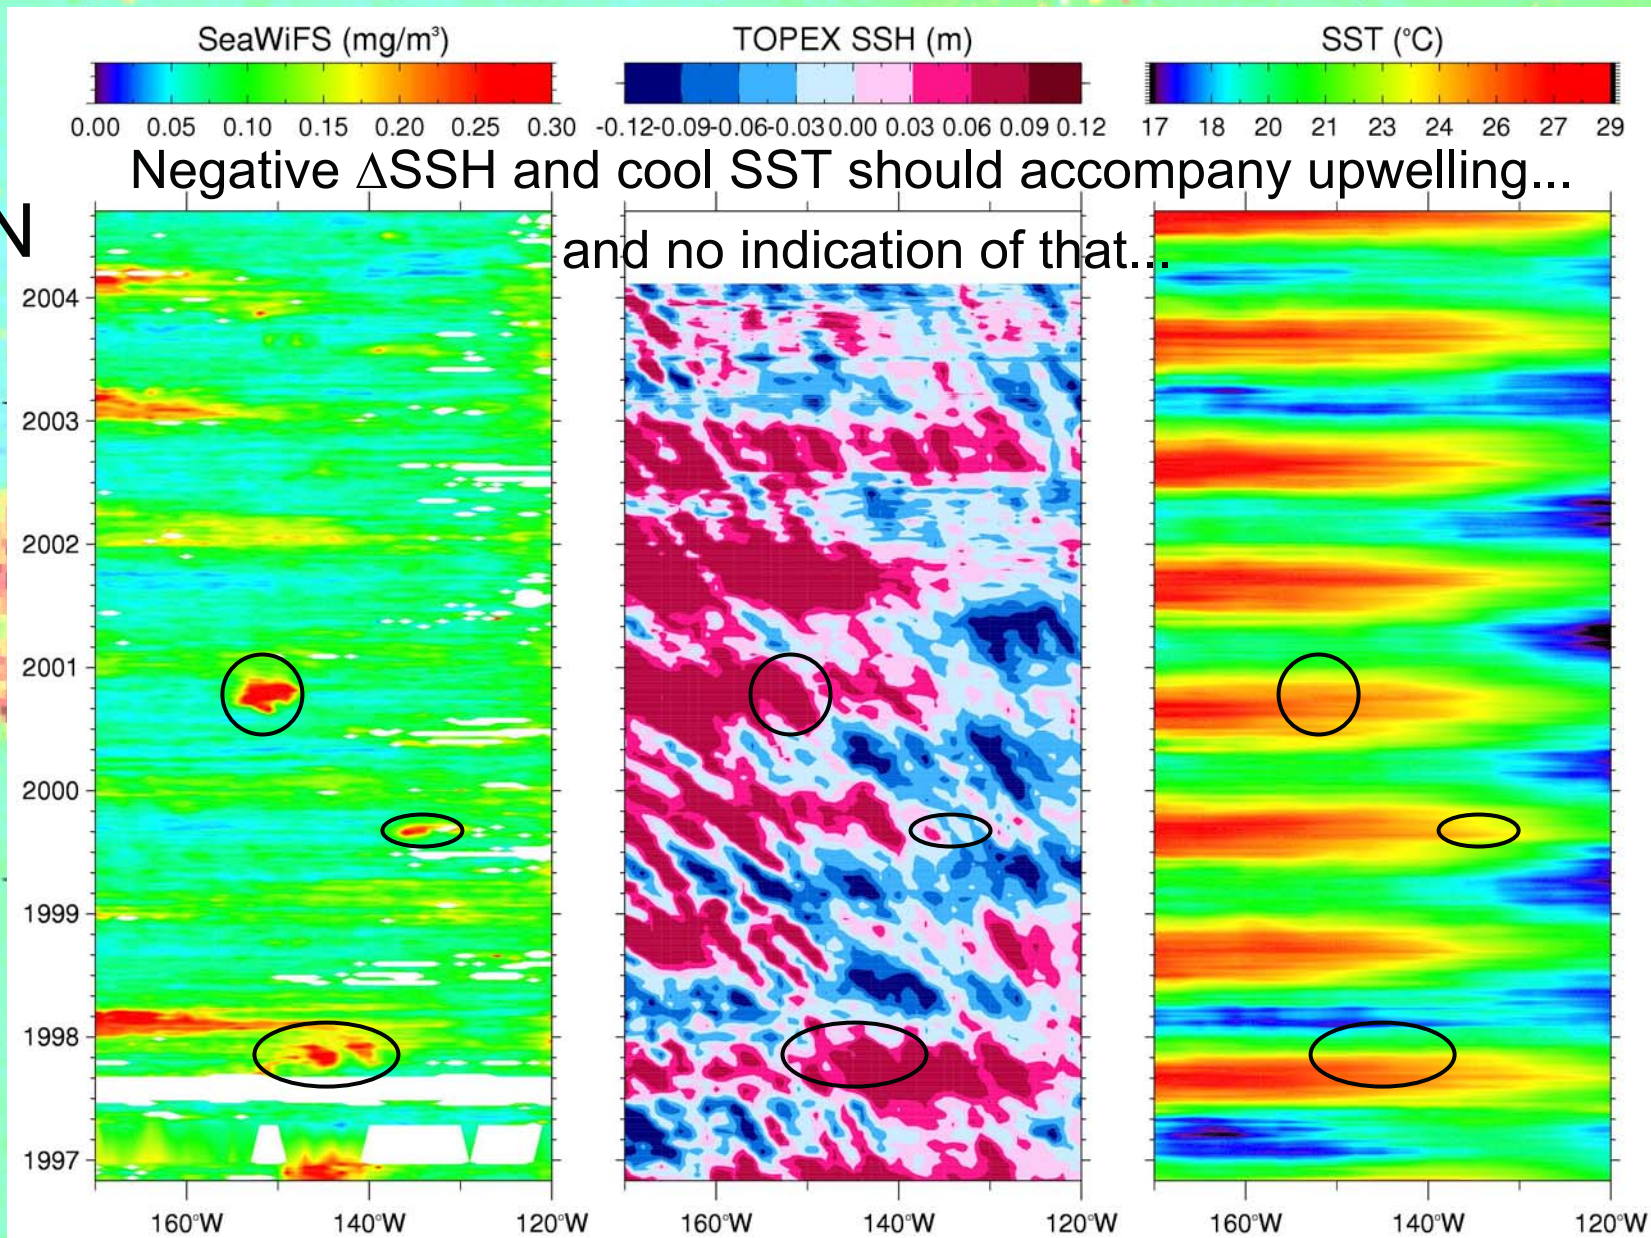 SeaWiFS (mg/m³) TOPEX SSH (m) SST (°C)
0.00 0.05 0.10 0.15 0.20 0.25 0.30 -0.12 -0.09 -0.06 -0.03 0.00 0.03 0.06 0.09 0.12 17 18 20 21 23 24 26 27 29
Negative ΔSSH and cool SST should accompany upwelling...
N and no indication of that...
2004
2003
2002
2001
2000
1999
1998
1997
160°W 140°W 120°W 160°W 140°W 120°W 160°W 140°W 120°W